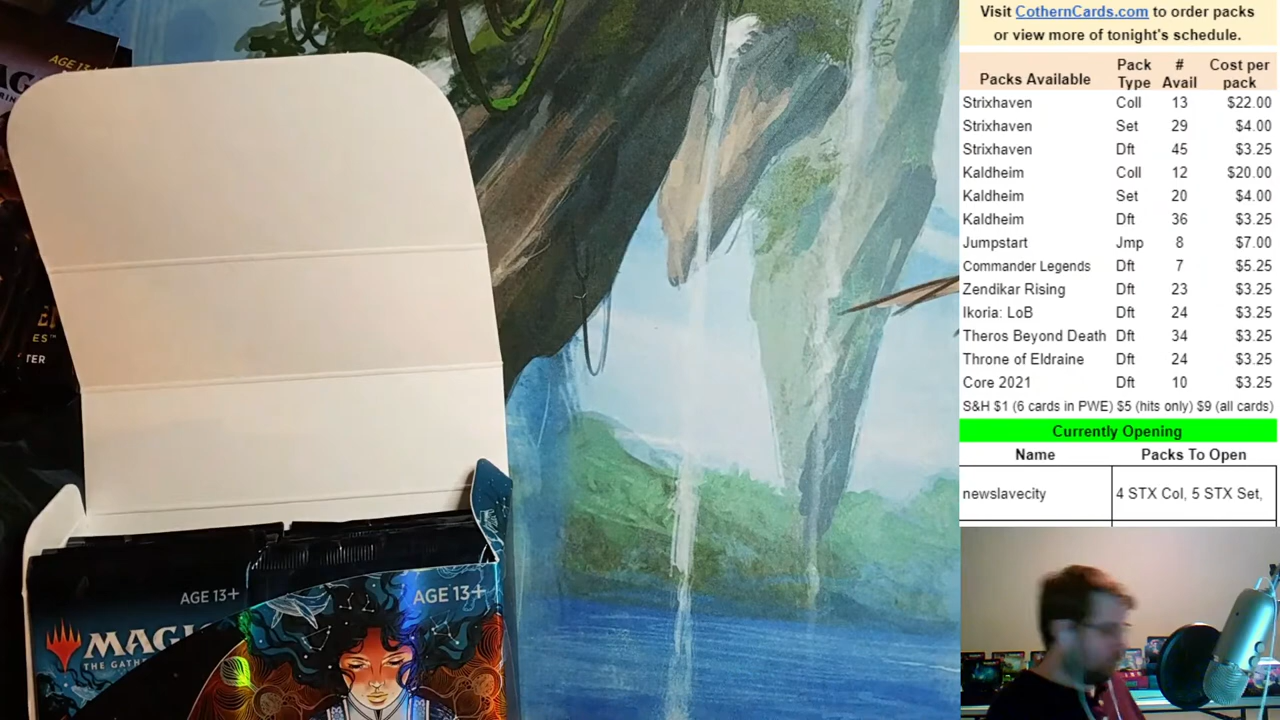 AGE 13+
ES™
TER
AGE 13+
AGE 13+
MAGIC
THE GATH
Visit CothernCards.com to order packs
or view more of tonight's schedule.
Packs Available Pack Type # Avail Cost per pack
Strixhaven Coll 13 $22.00
Strixhaven Set 29 $4.00
Strixhaven Dft 45 $3.25
Kaldheim Coll 12 $20.00
Kaldheim Set 20 $4.00
Kaldheim Dft 36 $3.25
Jumpstart Jmp 8 $7.00
Commander Legends Dft 7 $5.25
Zendikar Rising Dft 23 $3.25
Ikoria: LoB Dft 24 $3.25
Theros Beyond Death Dft 34 $3.25
Throne of Eldraine Dft 24 $3.25
Core 2021 Dft 10 $3.25
S&H $1 (6 cards in PWE) $5 (hits only) $9 (all cards)
Currently Opening
Name Packs To Open
newslavecity 4 STX Col, 5 STX Set,